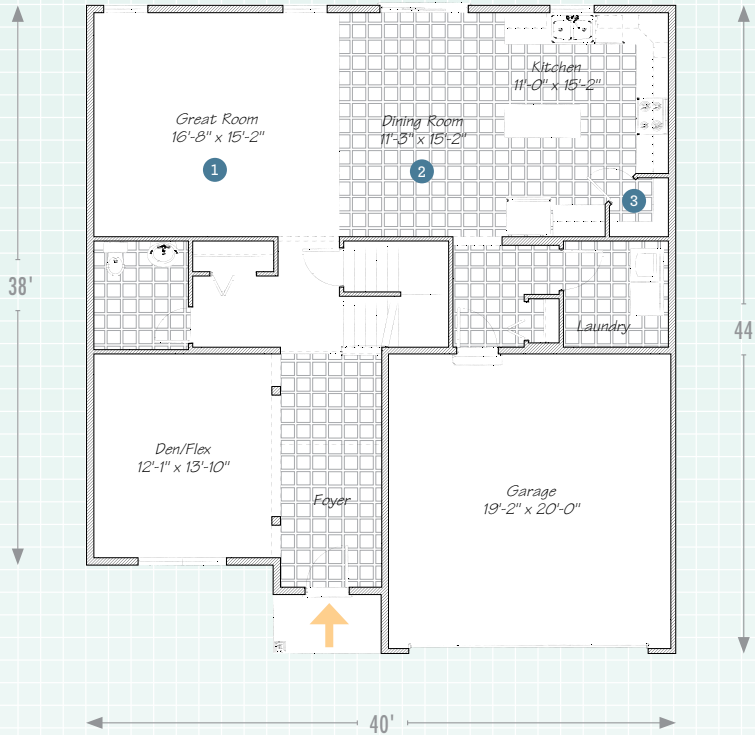 Kitchen
11'-0" x 15'-2"
Great Room
16'-8" x 15'-2"
Dining Room
11'-3" x 15'-2"
1
2
3
38'
44
Laundry
Den/Flex
12'-1" x 13'-10"
Foyer
Garage
19'-2" x 20'-0"
40'